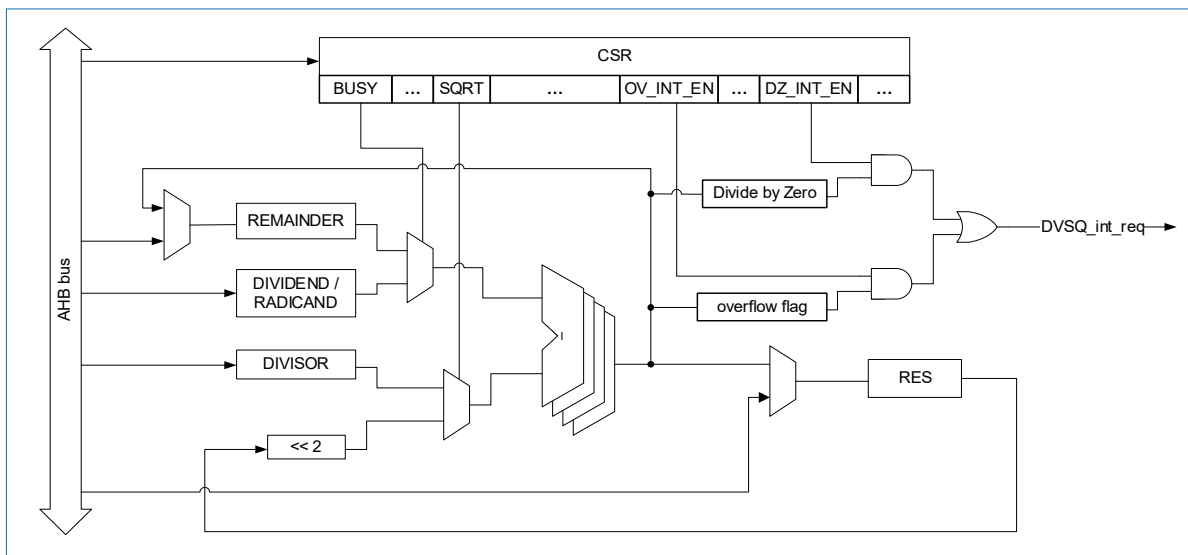 CSR
BUSY ... SQRT ... OV_INT_EN ... DZ_INT_EN ...
AHB bus
REMAINDER
Divide by Zero
DVSQ_int_req
DIVIDEND /
RADICAND
overflow flag
DIVISOR
RES
<< 2